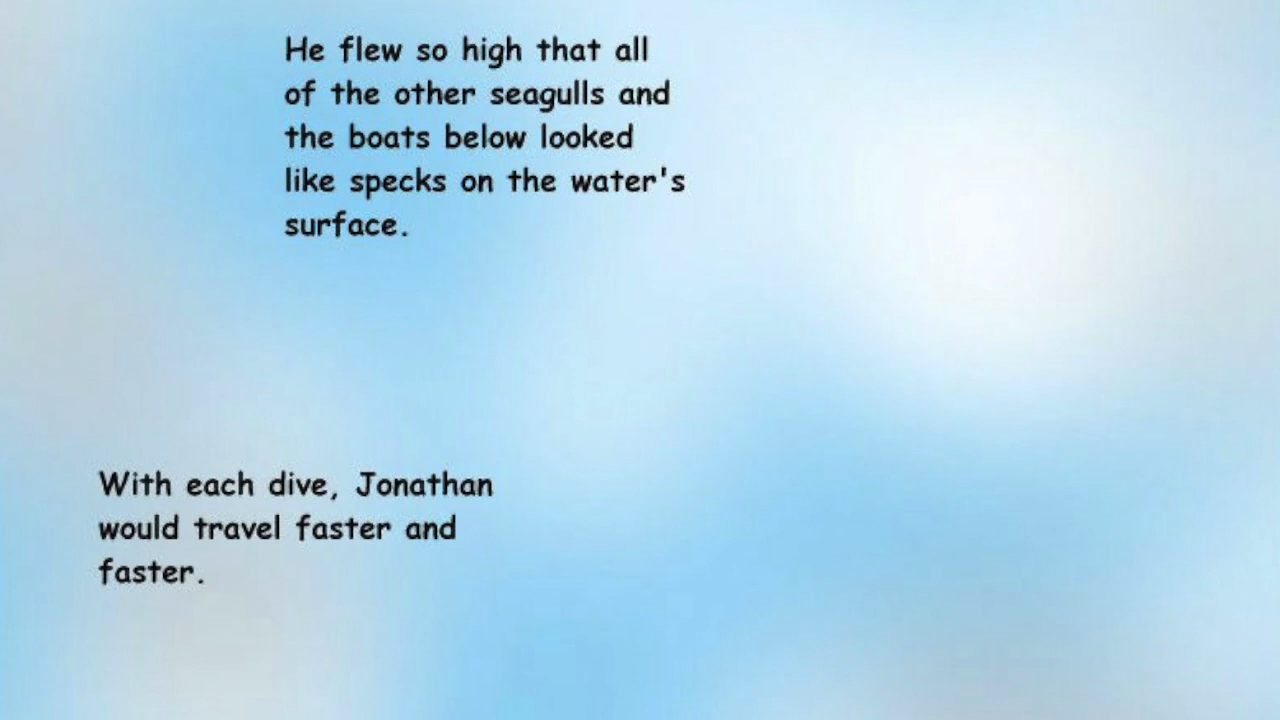 He flew so high that all
of the other seagulls and
the boats below looked
like specks on the water's
surface.
With each dive, Jonathan
would travel faster and
faster.